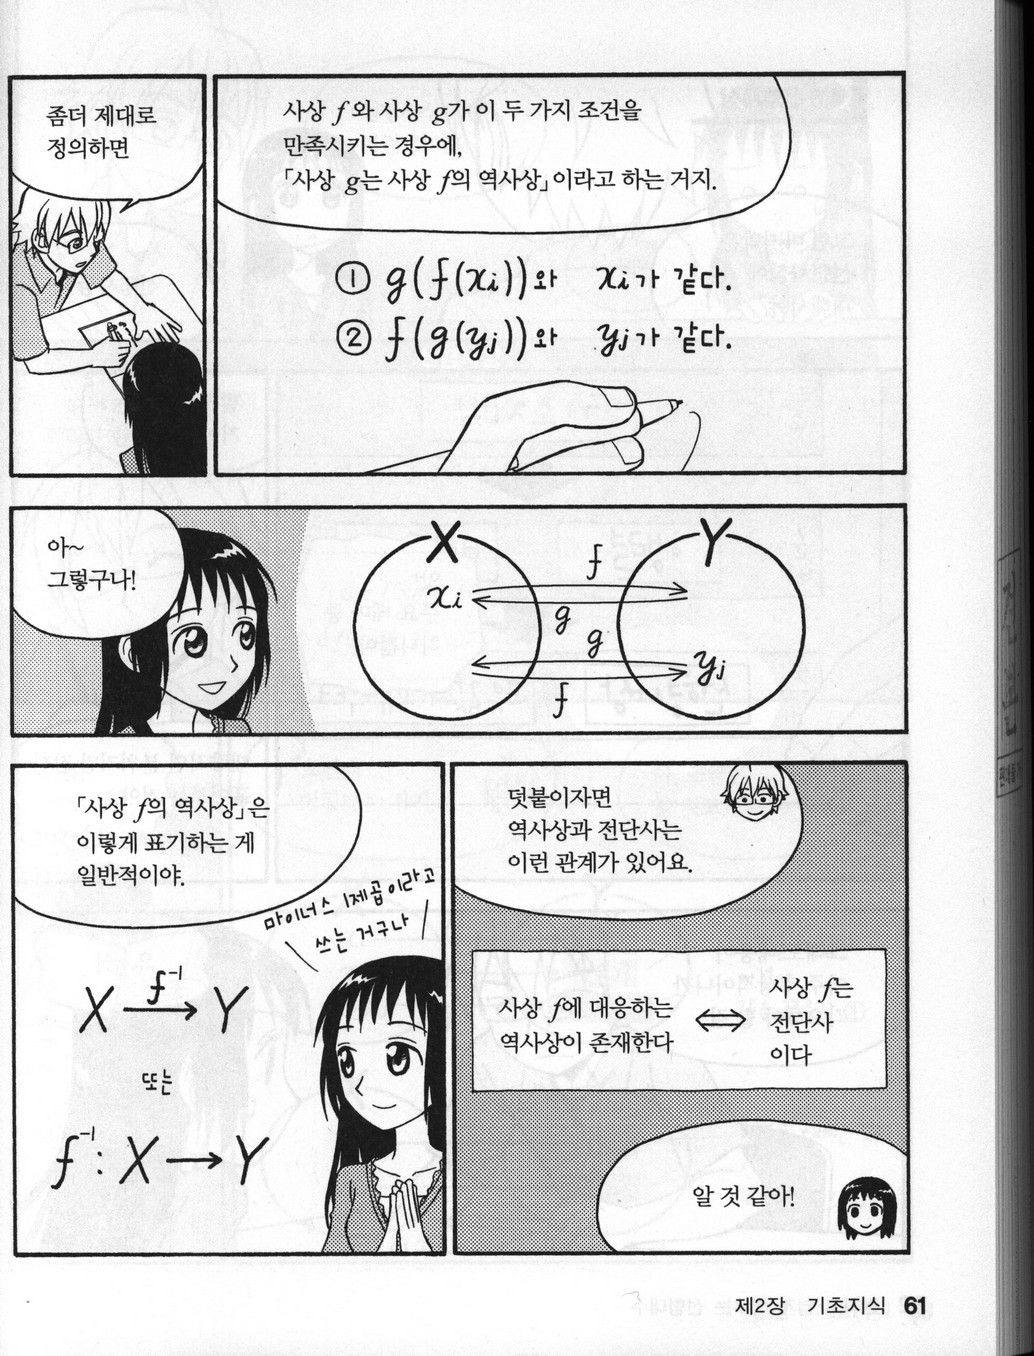 좀더 제대로
정의하면
사상 f와 사상 g가 이 두 가지 조건을
만족시키는 경우에,
「사상 g는 사상 f의 역사상」이라고 하는 거지.
① g(f(xi))와 xi가 같다.
② f(g(yj))와 yj가 같다.
아~
그렇구나!
X
Y
f
xi
g
g
yj
f
「사상 f의 역사상」은
이렇게 표기하는 게
일반적이야.
마이너스 1제곱이라고
쓰는 거구나
f⁻¹
X → Y
또는
f⁻¹: X → Y
덧붙이자면
역사상과 전단사는
이런 관계가 있어요.
사상 f에 대응하는
역사상이 존재한다
⇔
사상 f는
전단사
이다
알 것 같아!
제2장 기초지식 61